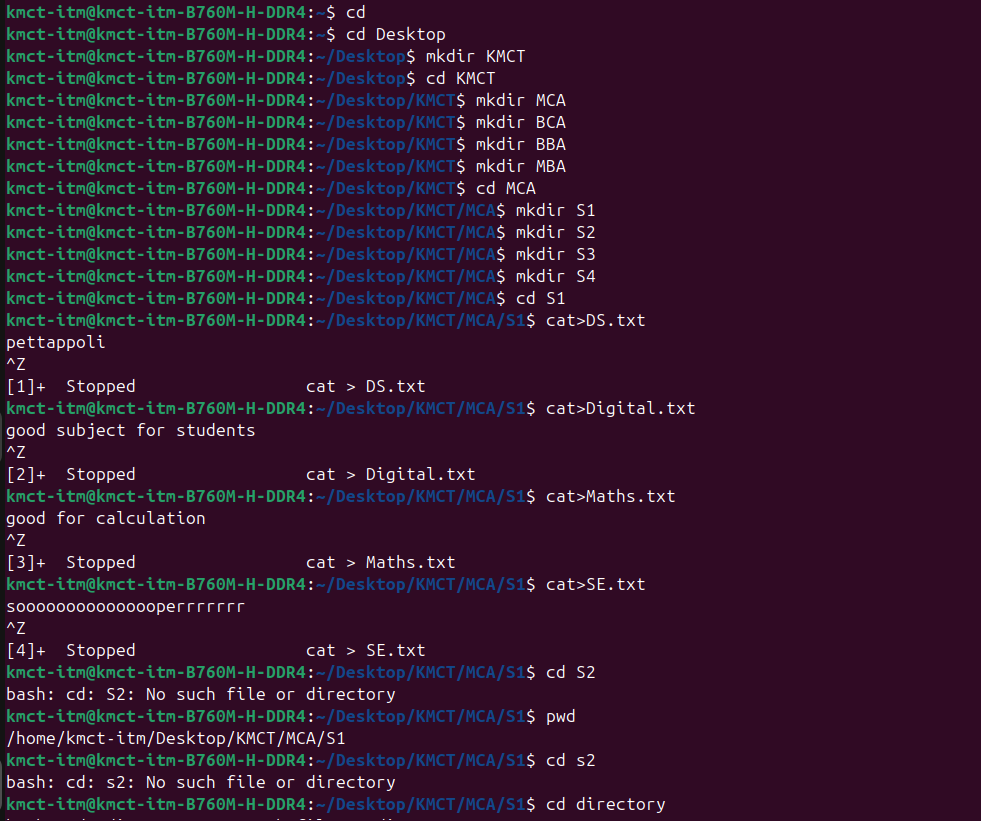 kmct-itm@kmct-itm-B760M-H-DDR4:~$ cd
kmct-itm@kmct-itm-B760M-H-DDR4:~$ cd Desktop
kmct-itm@kmct-itm-B760M-H-DDR4:~/Desktop$ mkdir KMCT
kmct-itm@kmct-itm-B760M-H-DDR4:~/Desktop$ cd KMCT
kmct-itm@kmct-itm-B760M-H-DDR4:~/Desktop/KMCT$ mkdir MCA
kmct-itm@kmct-itm-B760M-H-DDR4:~/Desktop/KMCT$ mkdir BCA
kmct-itm@kmct-itm-B760M-H-DDR4:~/Desktop/KMCT$ mkdir BBA
kmct-itm@kmct-itm-B760M-H-DDR4:~/Desktop/KMCT$ mkdir MBA
kmct-itm@kmct-itm-B760M-H-DDR4:~/Desktop/KMCT$ cd MCA
kmct-itm@kmct-itm-B760M-H-DDR4:~/Desktop/KMCT/MCA$ mkdir S1
kmct-itm@kmct-itm-B760M-H-DDR4:~/Desktop/KMCT/MCA$ mkdir S2
kmct-itm@kmct-itm-B760M-H-DDR4:~/Desktop/KMCT/MCA$ mkdir S3
kmct-itm@kmct-itm-B760M-H-DDR4:~/Desktop/KMCT/MCA$ mkdir S4
kmct-itm@kmct-itm-B760M-H-DDR4:~/Desktop/KMCT/MCA$ cd S1
kmct-itm@kmct-itm-B760M-H-DDR4:~/Desktop/KMCT/MCA/S1$ cat>DS.txt
pettappoli
^Z
[1]+  Stopped                 cat > DS.txt
kmct-itm@kmct-itm-B760M-H-DDR4:~/Desktop/KMCT/MCA/S1$ cat>Digital.txt
good subject for students
^Z
[2]+  Stopped                 cat > Digital.txt
kmct-itm@kmct-itm-B760M-H-DDR4:~/Desktop/KMCT/MCA/S1$ cat>Maths.txt
good for calculation
^Z
[3]+  Stopped                 cat > Maths.txt
kmct-itm@kmct-itm-B760M-H-DDR4:~/Desktop/KMCT/MCA/S1$ cat>SE.txt
sooooooooooooooperrrrrrr
^Z
[4]+  Stopped                 cat > SE.txt
kmct-itm@kmct-itm-B760M-H-DDR4:~/Desktop/KMCT/MCA/S1$ cd S2
bash: cd: S2: No such file or directory
kmct-itm@kmct-itm-B760M-H-DDR4:~/Desktop/KMCT/MCA/S1$ pwd
/home/kmct-itm/Desktop/KMCT/MCA/S1
kmct-itm@kmct-itm-B760M-H-DDR4:~/Desktop/KMCT/MCA/S1$ cd s2
bash: cd: s2: No such file or directory
kmct-itm@kmct-itm-B760M-H-DDR4:~/Desktop/KMCT/MCA/S1$ cd directory